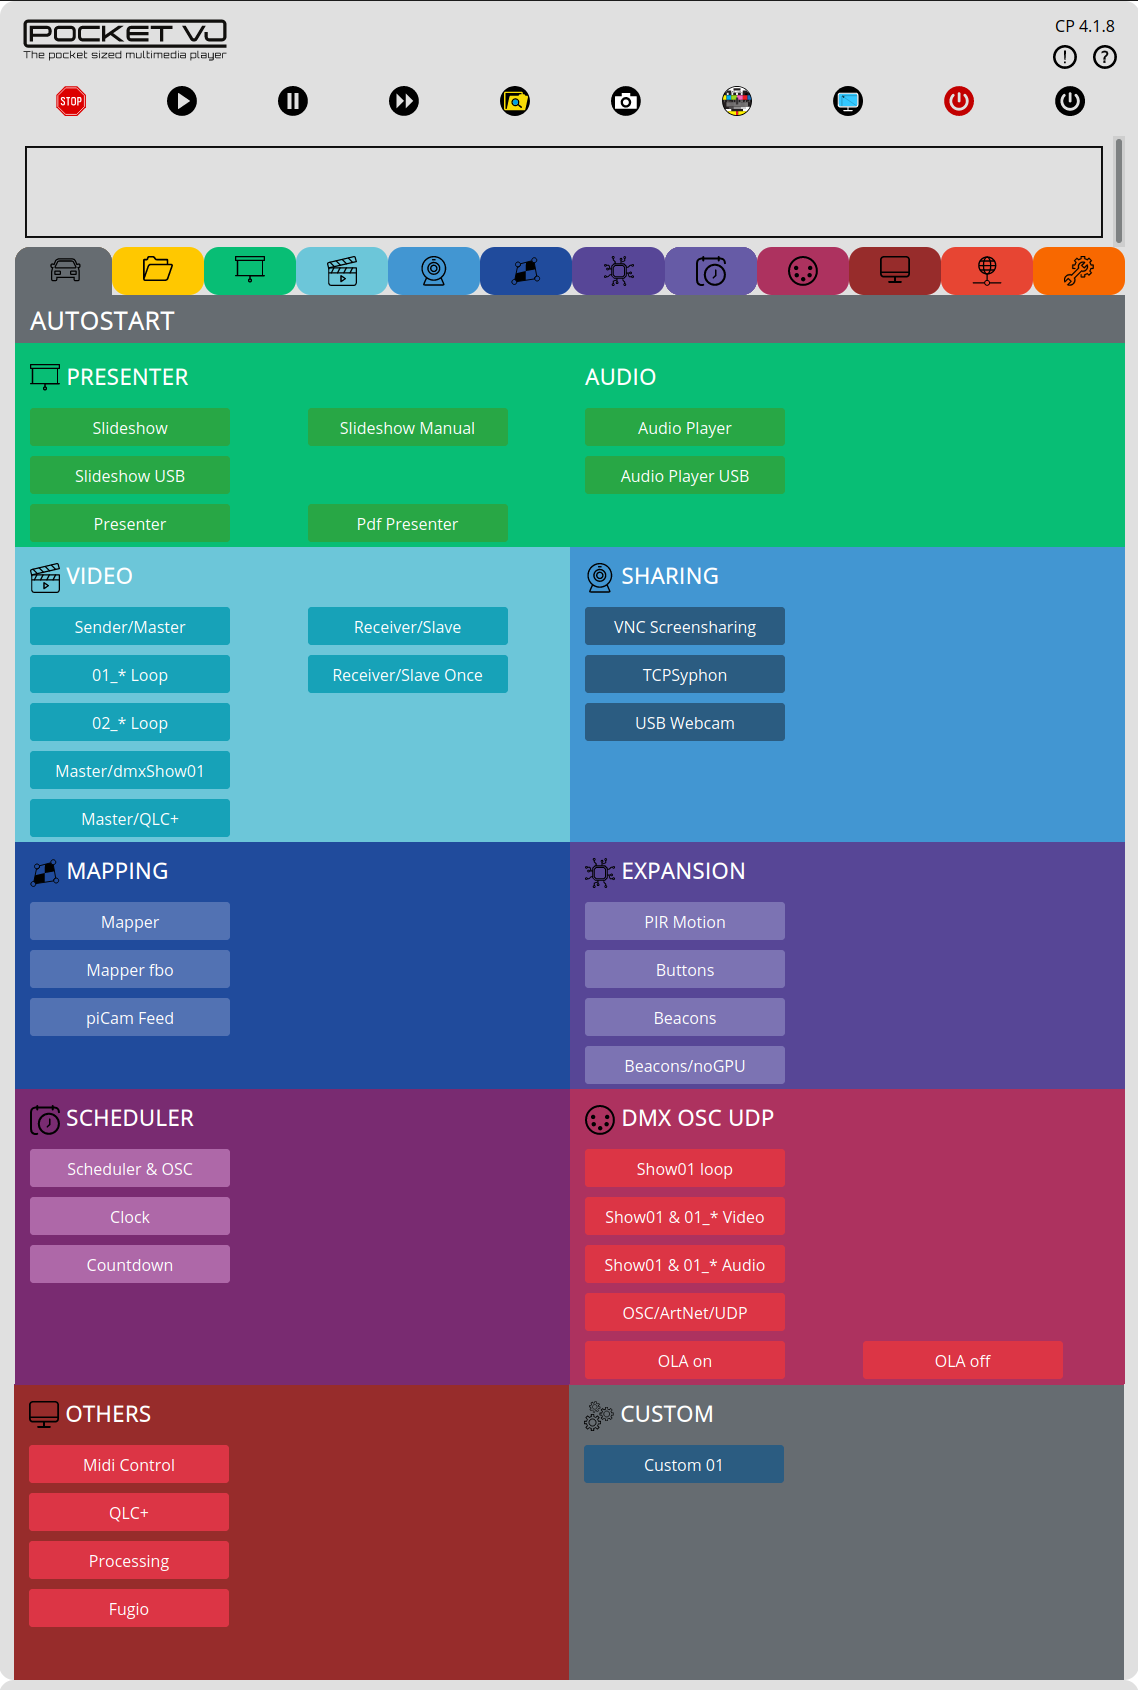 POCKET VJ
The pocket sized multimedia player
CP 4.1.8
!
?
STOP
AUTOSTART
PRESENTER
Slideshow
Slideshow Manual
Slideshow USB
Presenter
Pdf Presenter
AUDIO
Audio Player
Audio Player USB
VIDEO
Sender/Master
Receiver/Slave
01_* Loop
Receiver/Slave Once
02_* Loop
Master/dmxShow01
Master/QLC+
SHARING
VNC Screensharing
TCPSyphon
USB Webcam
MAPPING
Mapper
Mapper fbo
piCam Feed
EXPANSION
PIR Motion
Buttons
Beacons
Beacons/noGPU
SCHEDULER
Scheduler & OSC
Clock
Countdown
DMX OSC UDP
Show01 loop
Show01 & 01_* Video
Show01 & 01_* Audio
OSC/ArtNet/UDP
OLA on
OLA off
OTHERS
Midi Control
QLC+
Processing
Fugio
CUSTOM
Custom 01